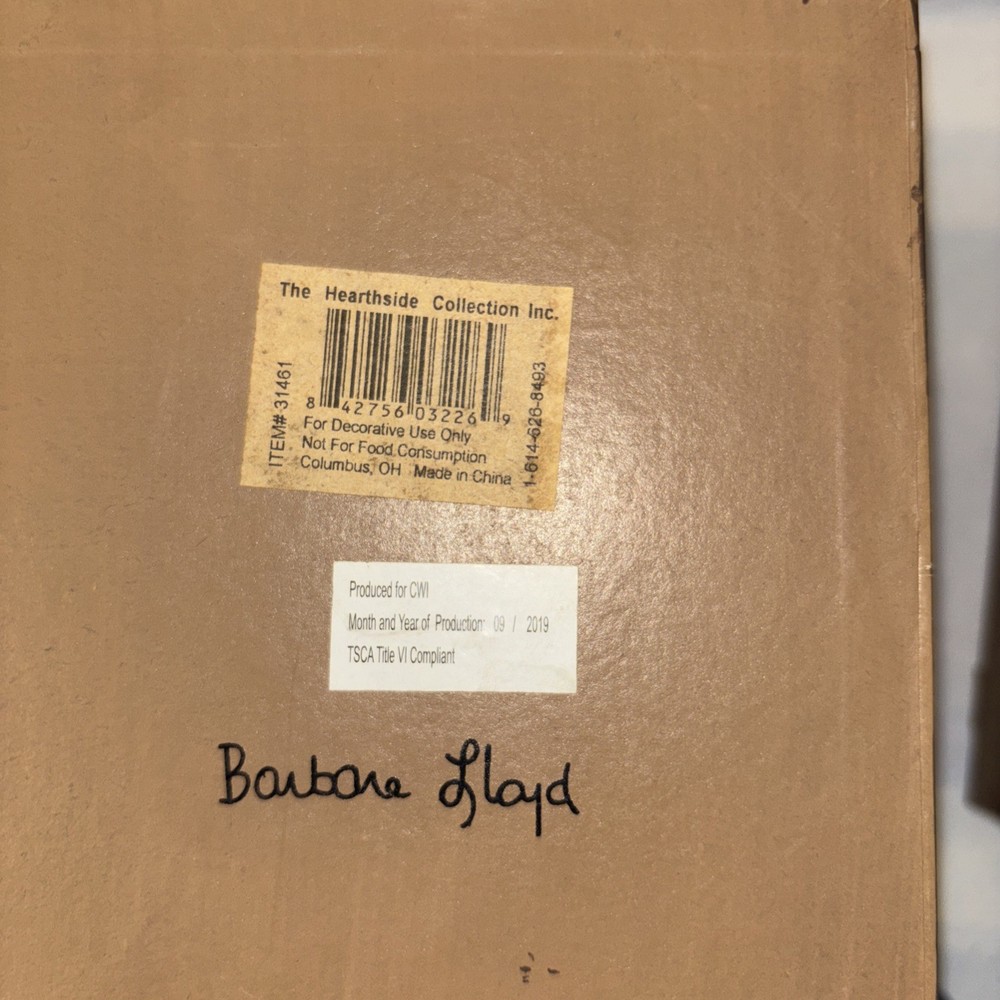 The Hearthside Collection Inc.
ITEM# 31461
8 42756 03226 9
1-614-626-8493
For Decorative Use Only
Not For Food Consumption
Columbus, OH Made in China
Produced for CWI
Month and Year of Production: 09 / 2019
TSCA Title VI Compliant
Barbara Lloyd